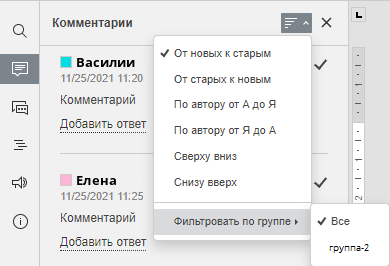 Комментарии
Василии
11/25/2021 11:20
Комментарий
Добавить ответ
Елена
11/25/2021 11:25
Комментарий
Добавить ответ
От новых к старым
От старых к новым
По автору от А до Я
По автору от Я до А
Сверху вниз
Снизу вверх
Фильтровать по группе
Все
группа-2